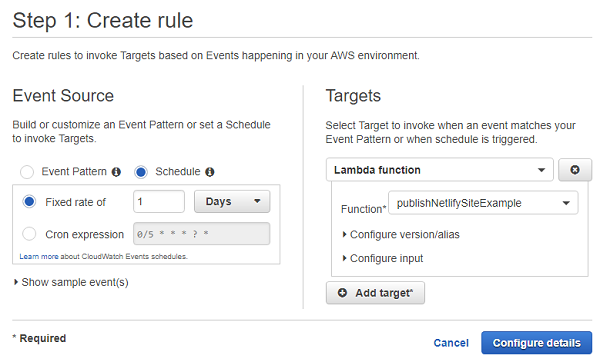 Step 1: Create rule
Create rules to invoke Targets based on Events happening in your AWS environment.
Event Source
Build or customize an Event Pattern or set a Schedule
to invoke Targets.
Event Pattern Schedule
Fixed rate of 1 Days
Cron expression 0/5 * * * ? *
Learn more about CloudWatch Events schedules.
Show sample event(s)
Targets
Select Target to invoke when an event matches your
Event Pattern or when schedule is triggered.
Lambda function
Function* publishNetlifySiteExample
Configure version/alias
Configure input
Add target*
* Required
Cancel Configure details